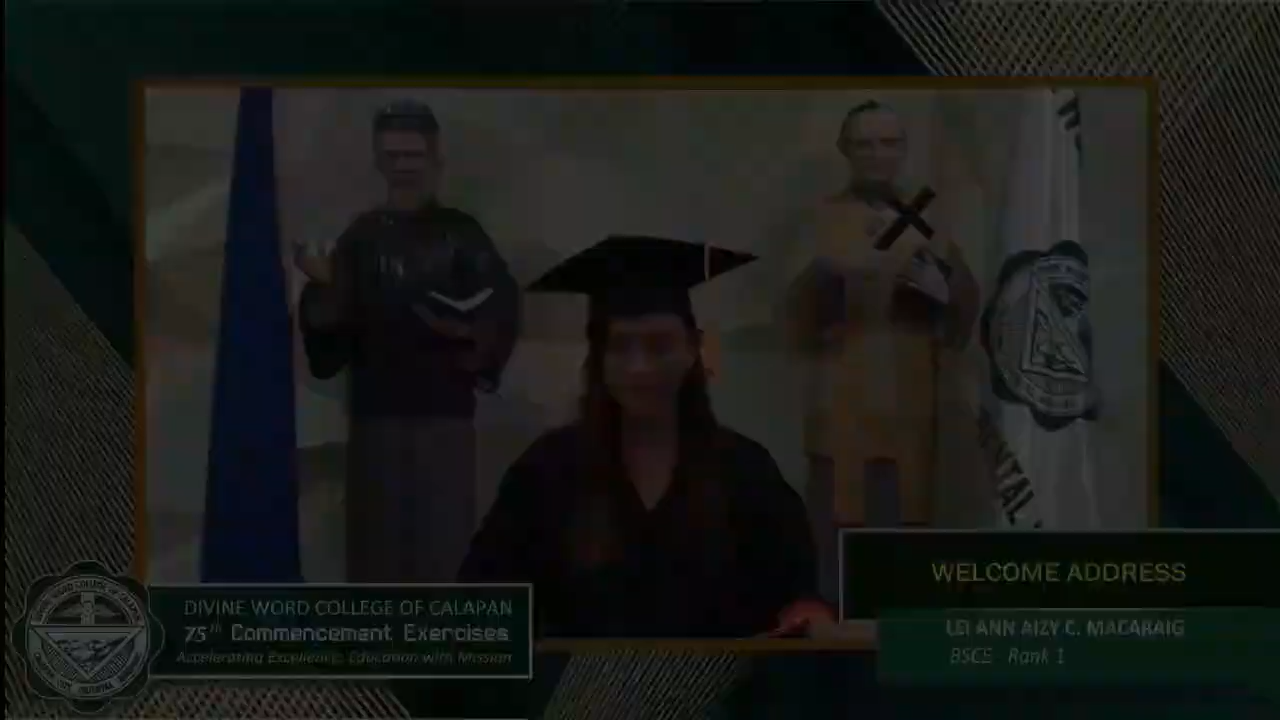 WELCOME ADDRESS
LEI ANN AIZY C. MACARAIG
BSCE - Rank 1
DIVINE WORD COLLEGE OF CALAPAN
75th Commencement Exercises
Accelerating Excellence: Education with Mission
NTAL